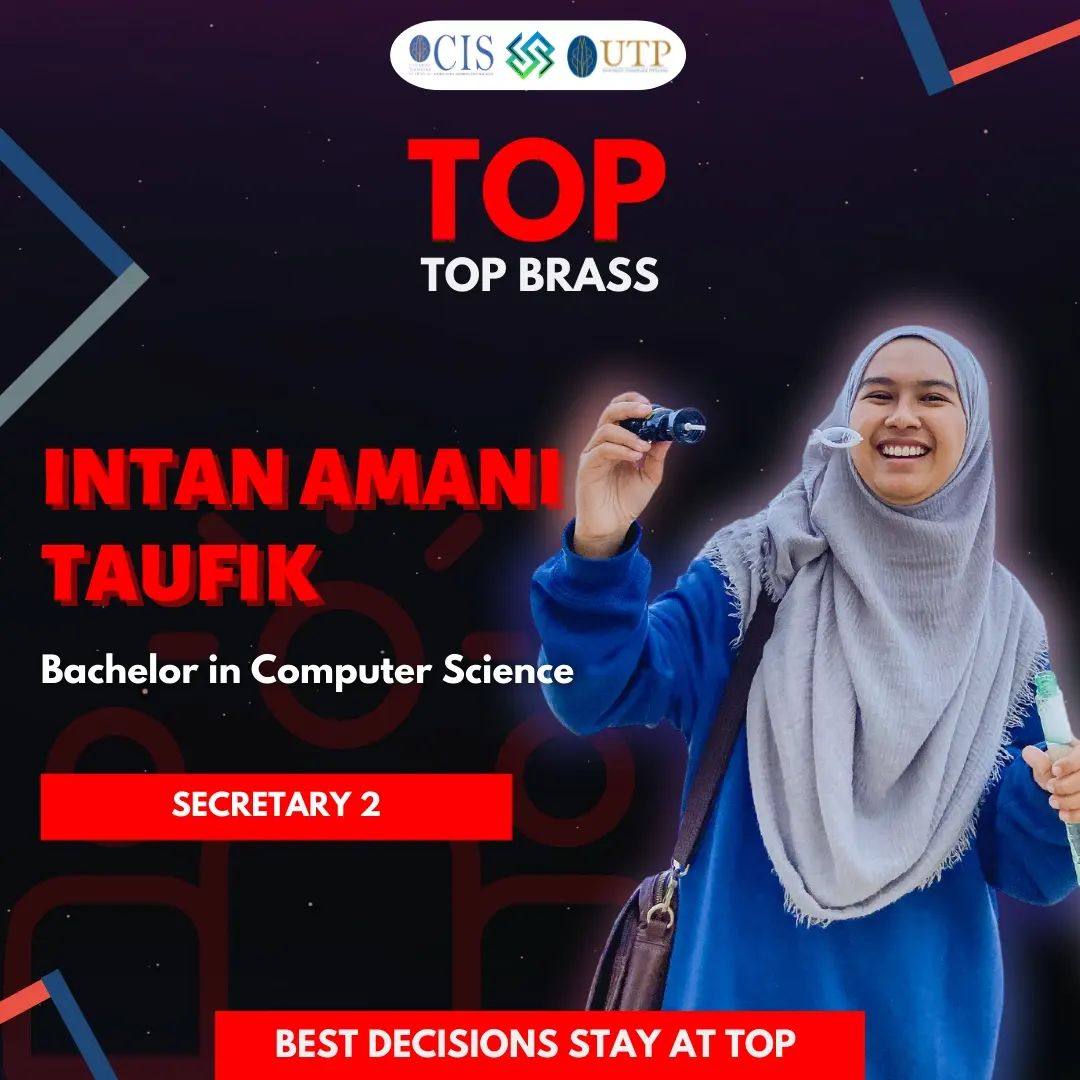 CIS
UTP
TOP
TOP BRASS
INTAN AMANI
TAUFIK
Bachelor in Computer Science
SECRETARY 2
BEST DECISIONS STAY AT TOP